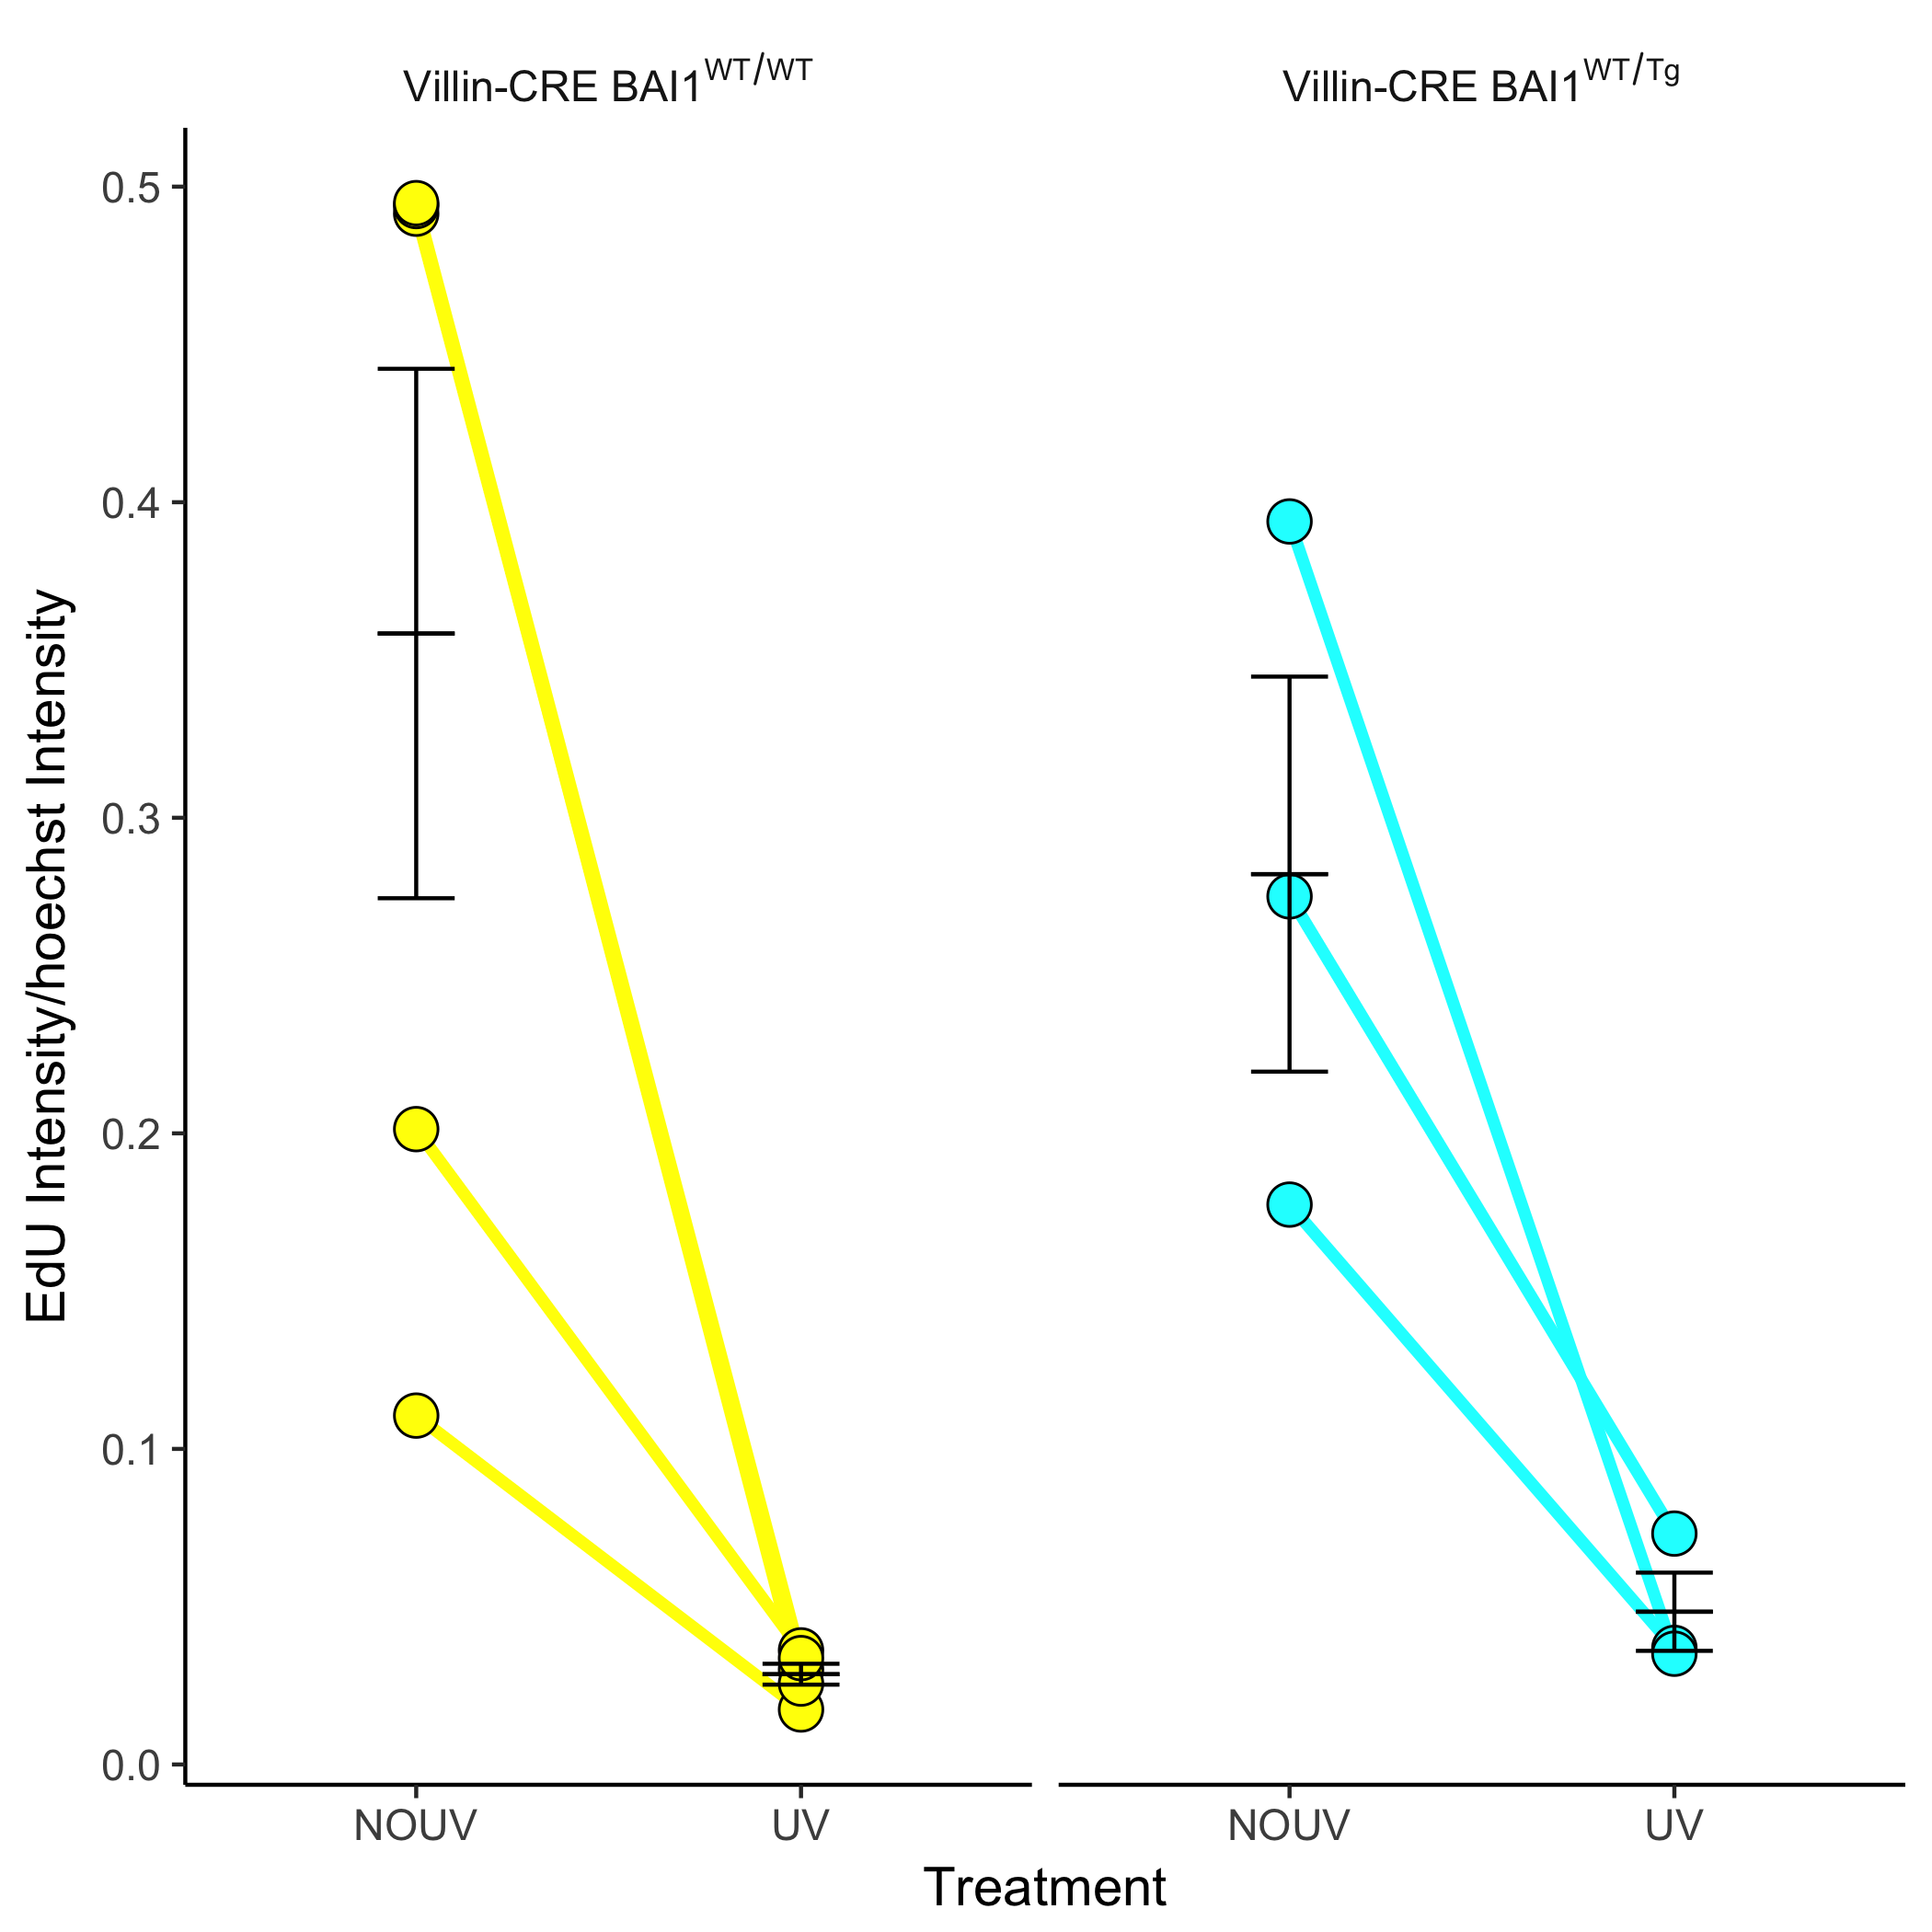 Villin-CRE BAI1WT/WT
Villin-CRE BAI1WT/Tg
EdU Intensity/hoechst Intensity
0.5
0.4
0.3
0.2
0.1
0.0
NOUV
UV
NOUV
UV
Treatment